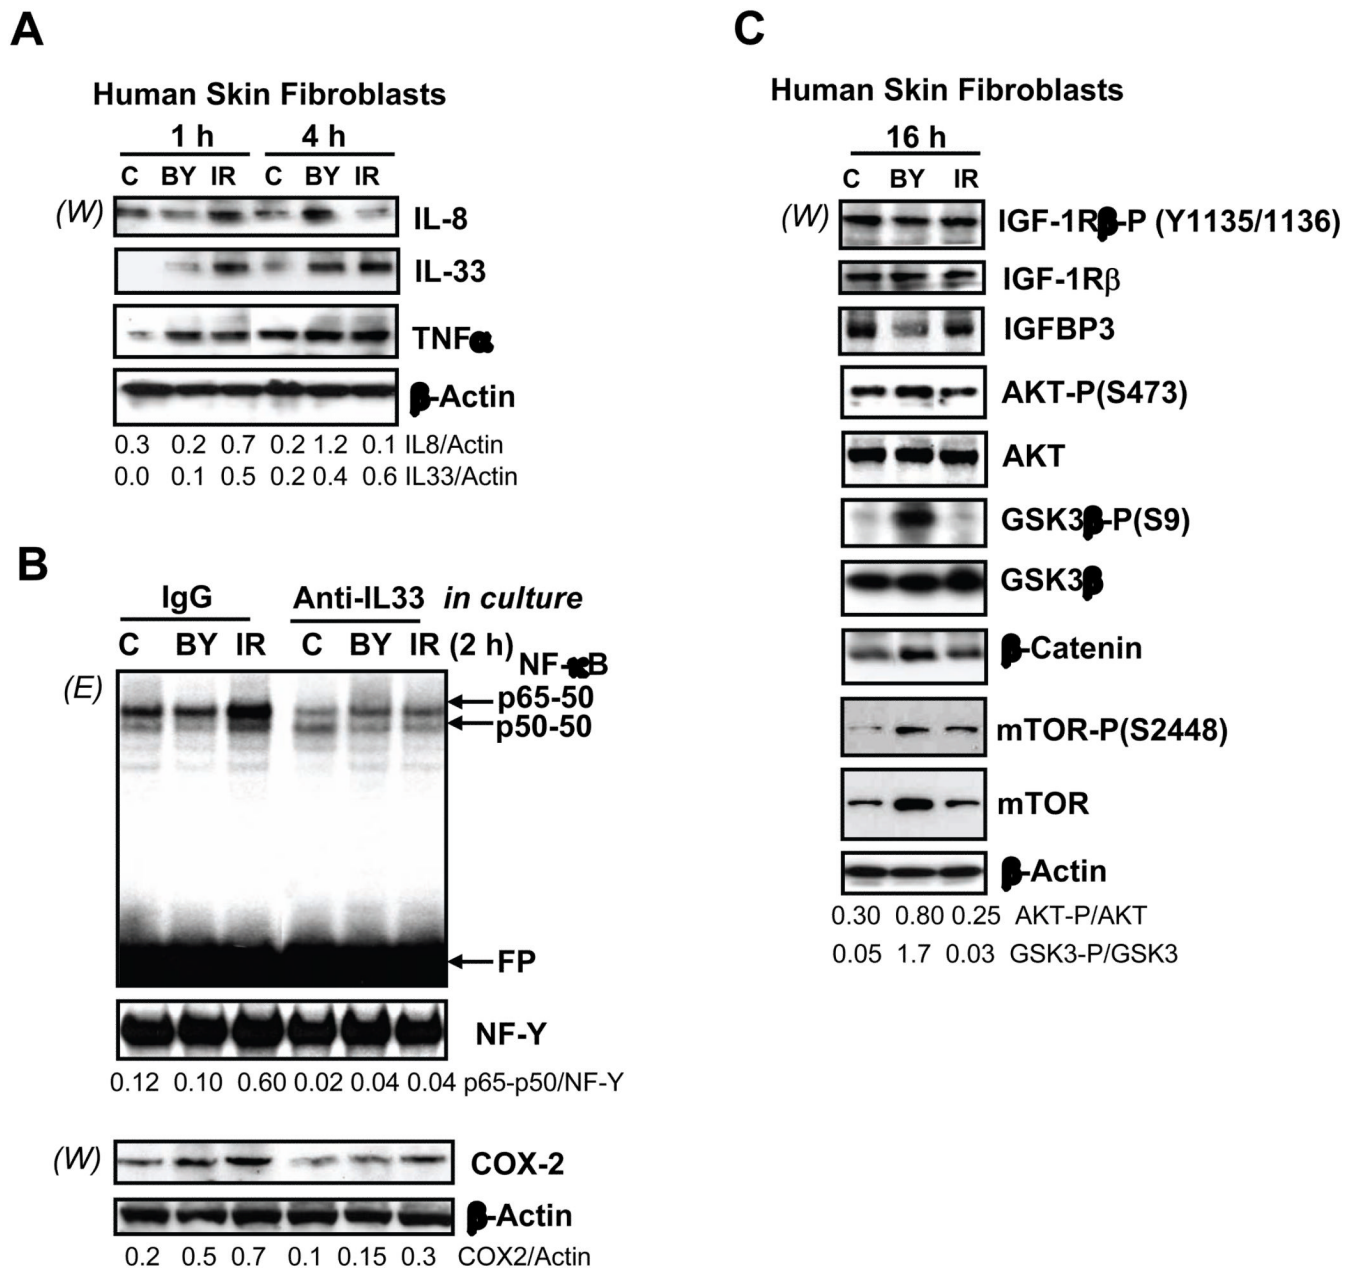 A
Human Skin Fibroblasts
1 h 4 h
C BY IR C BY IR
(W) IL-8
IL-33
TNFα
β-Actin
0.3 0.2 0.7 0.2 1.2 0.1 IL8/Actin
0.0 0.1 0.5 0.2 0.4 0.6 IL33/Actin
B
IgG Anti-IL33 in culture
C BY IR C BY IR (2 h)
NF-κB
(E) p65-50
p50-50
FP
NF-Y
0.12 0.10 0.60 0.02 0.04 0.04 p65-p50/NF-Y
(W) COX-2
β-Actin
0.2 0.5 0.7 0.1 0.15 0.3 COX2/Actin
C
Human Skin Fibroblasts
16 h
C BY IR
(W) IGF-1Rβ-P (Y1135/1136)
IGF-1Rβ
IGFBP3
AKT-P(S473)
AKT
GSK3β-P(S9)
GSK3β
β-Catenin
mTOR-P(S2448)
mTOR
β-Actin
0.30 0.80 0.25 AKT-P/AKT
0.05 1.7 0.03 GSK3-P/GSK3